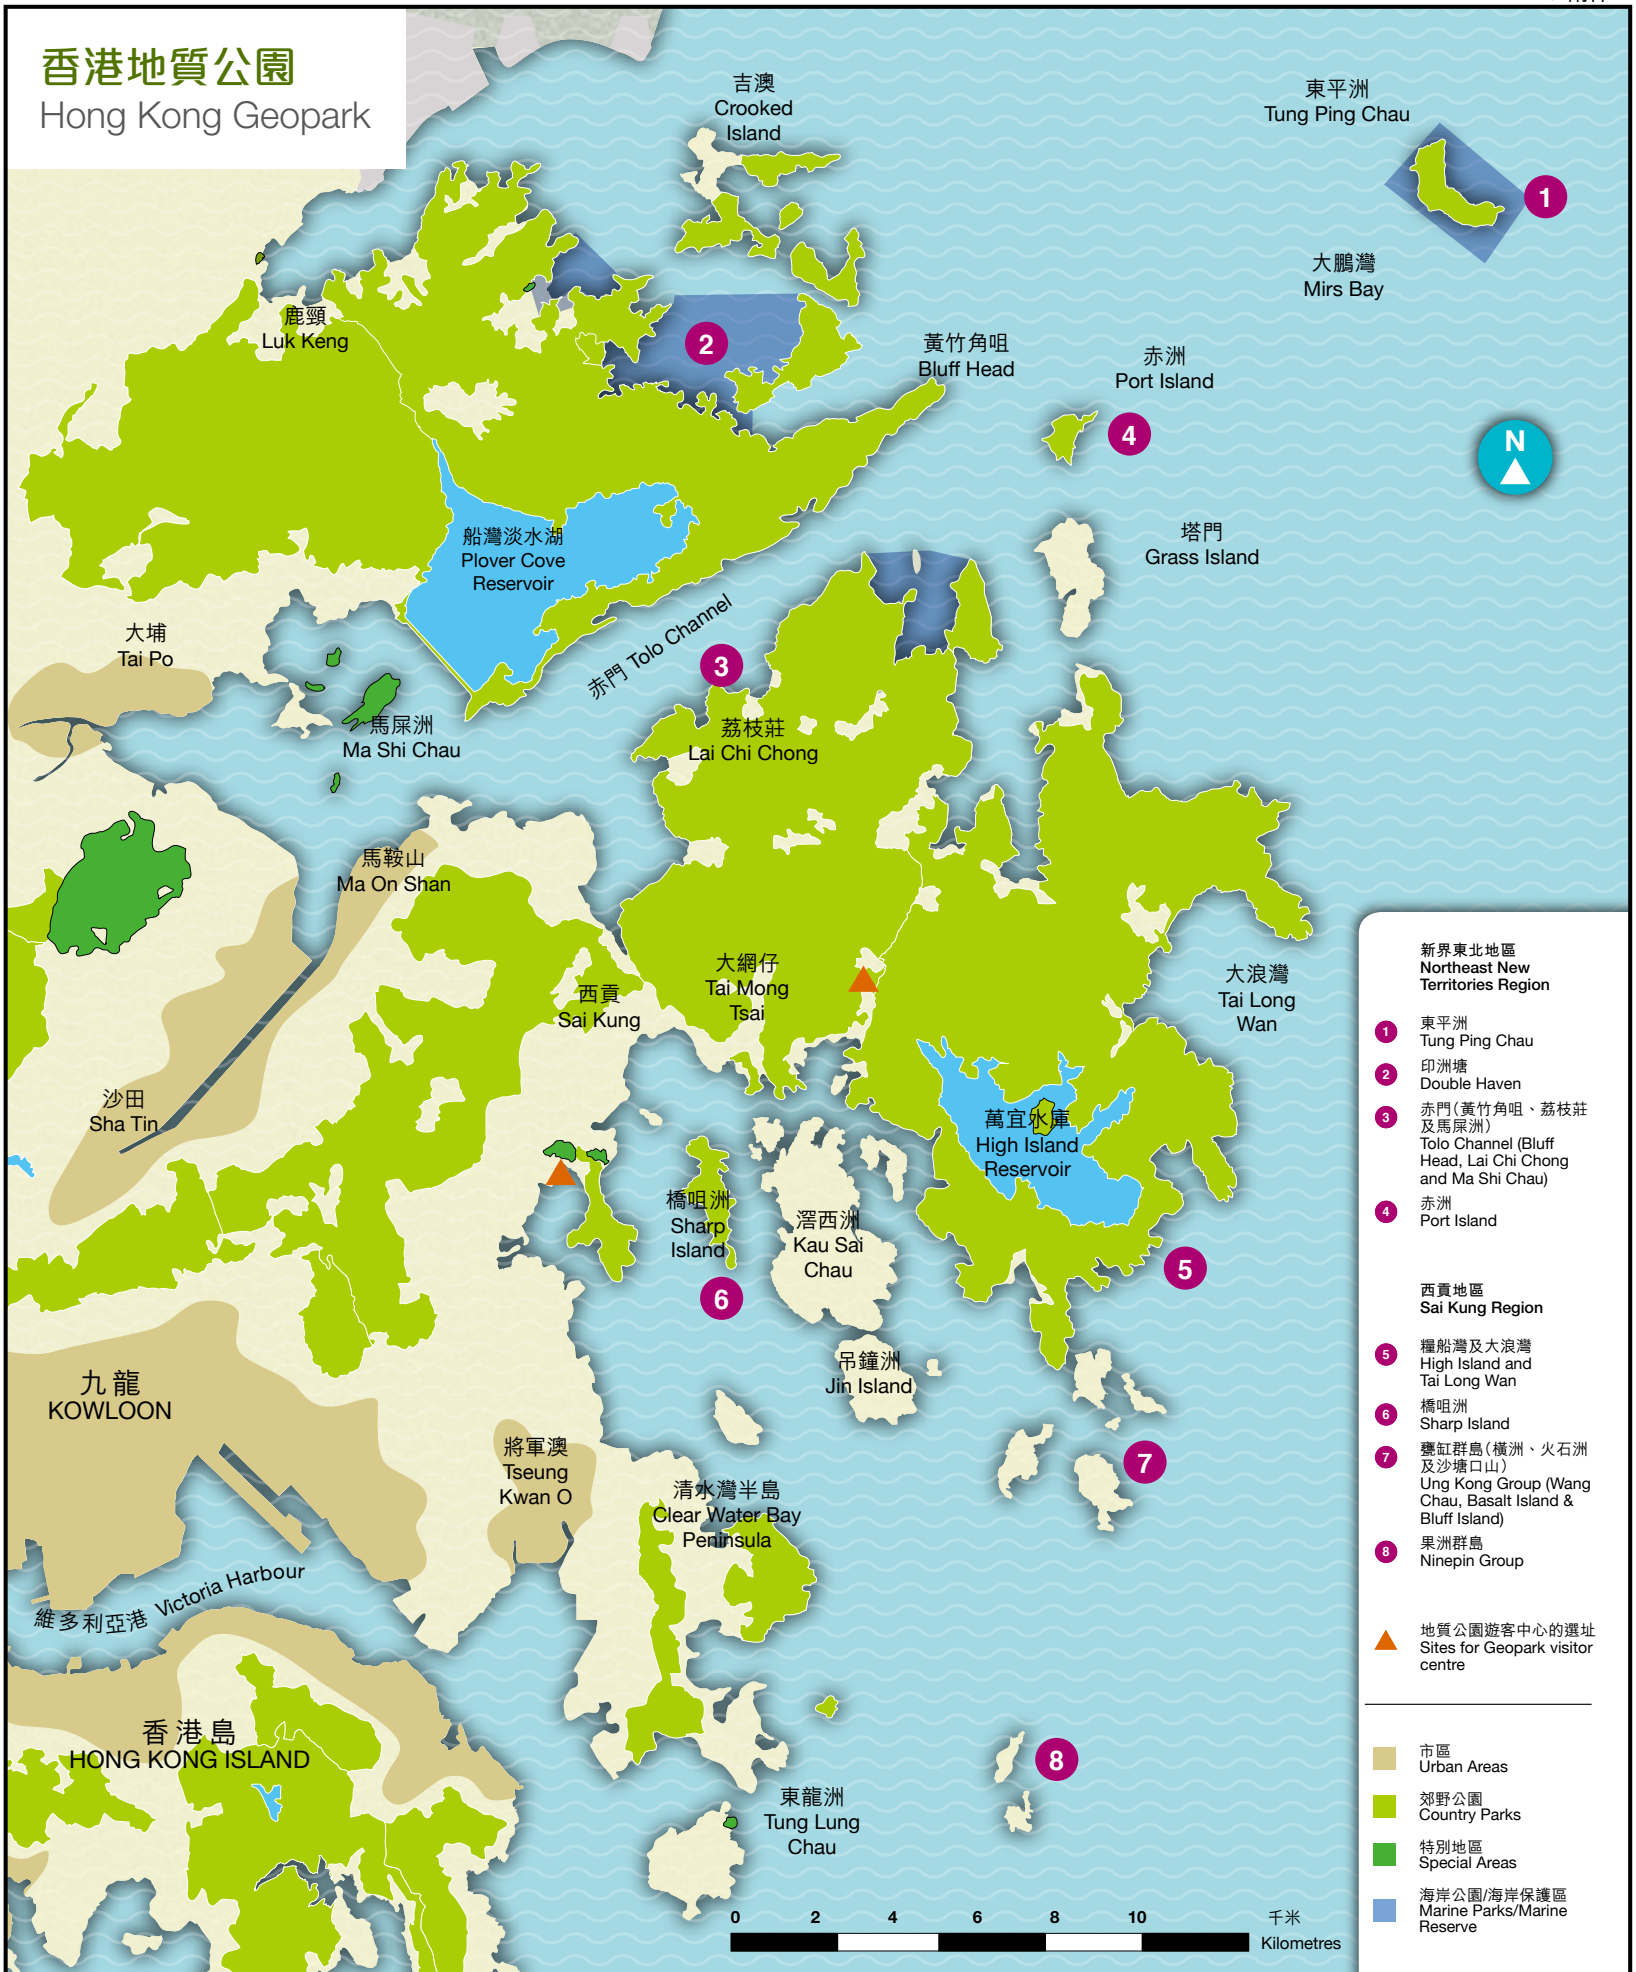 香港地質公園
Hong Kong Geopark
吉澳
Crooked
Island
東平洲
Tung Ping Chau
1
大鵬灣
Mirs Bay
鹿頸
Luk Keng
2
黃竹角咀
Bluff Head
赤洲
Port Island
4
N
船灣淡水湖
Plover Cove
Reservoir
塔門
Grass Island
大埔
Tai Po
赤門 Tolo Channel
3
馬屎洲
Ma Shi Chau
荔枝莊
Lai Chi Chong
馬鞍山
Ma On Shan
大網仔
Tai Mong
Tsai
西貢
Sai Kung
大浪灣
Tai Long
Wan
沙田
Sha Tin
萬宜水庫
High Island
Reservoir
橋咀洲
Sharp
Island
滘西洲
Kau Sai
Chau
5
6
吊鐘洲
Jin Island
九龍
KOWLOON
將軍澳
Tseung
Kwan O
7
清水灣半島
Clear Water Bay
Peninsula
維多利亞港 Victoria Harbour
香港島
HONG KONG ISLAND
8
東龍洲
Tung Lung
Chau
0 2 4 6 8 10 千米
Kilometres
新界東北地區
Northeast New
Territories Region
1 東平洲
Tung Ping Chau
2 印洲塘
Double Haven
3 赤門(黃竹角咀、荔枝莊
及馬屎洲)
Tolo Channel (Bluff
Head, Lai Chi Chong
and Ma Shi Chau)
4 赤洲
Port Island
西貢地區
Sai Kung Region
5 糧船灣及大浪灣
High Island and
Tai Long Wan
6 橋咀洲
Sharp Island
7 甕缸群島(橫洲、火石洲
及沙塘口山)
Ung Kong Group (Wang
Chau, Basalt Island &
Bluff Island)
8 果洲群島
Ninepin Group
地質公園遊客中心的選址
Sites for Geopark visitor
centre
市區
Urban Areas
郊野公園
Country Parks
特別地區
Special Areas
海岸公園/海岸保護區
Marine Parks/Marine
Reserve